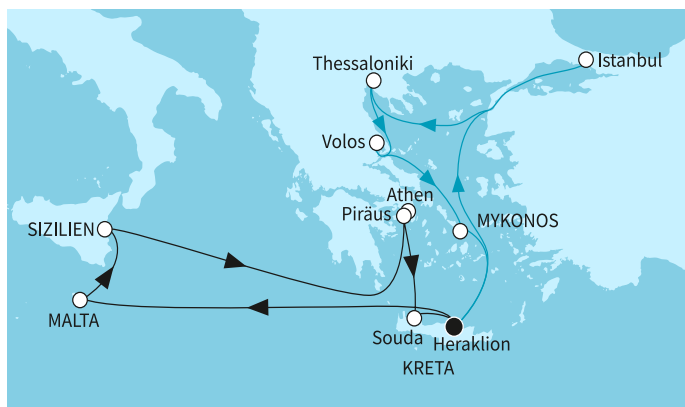 Istanbul
Thessaloniki
Volos
Athen
Piräus
MYKONOS
SIZILIEN
MALTA
Souda
Heraklion
KRETA